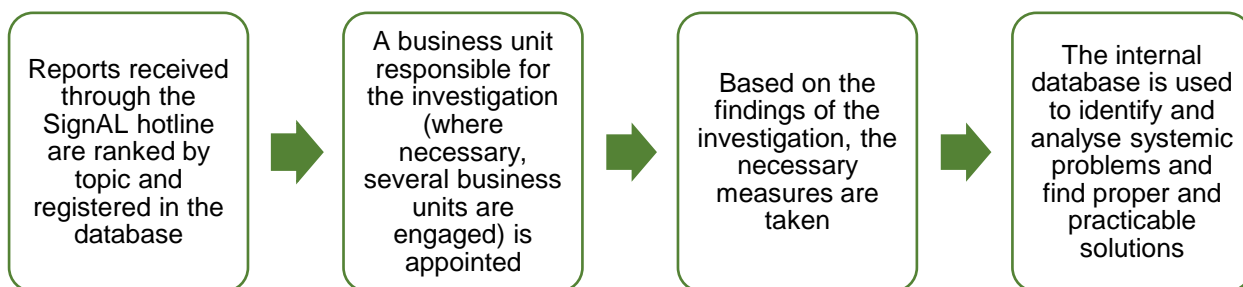 Reports received
through the
SignAL hotline
are ranked by
topic and
registered in the
database
A business unit
responsible for
the investigation
(where
necessary,
several business
units are
engaged) is
appointed
Based on the
findings of the
investigation, the
necessary
measures are
taken
The internal
database is used
to identify and
analyse systemic
problems and
find proper and
practicable
solutions